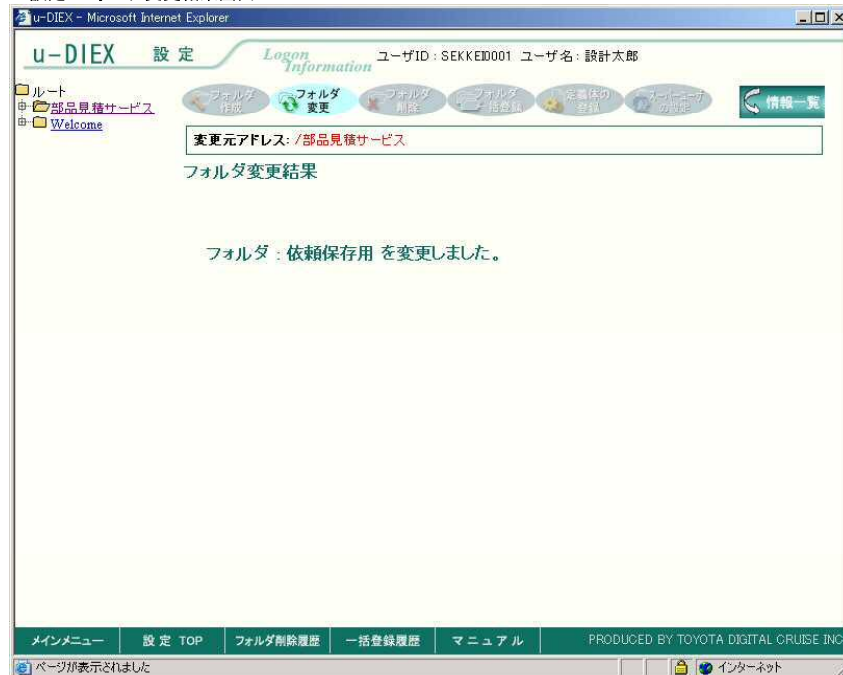 u-DIEX - Microsoft Internet Explorer
u-DIEX 設 定
Logon Information
ユーザID : SEKKEI0001 ユーザ名 : 設計太郎
ルート
部品見積サービス
Welcome
フォルダ作成
フォルダ変更
フォルダ削除
フォルダ一括登録
定着体の登録
スーパーユーザの設定
情報一覧
変更元アドレス: /部品見積サービス
フォルダ変更結果
フォルダ : 依頼保存用 を変更しました。
メインメニュー 設 定 TOP フォルダ削除履歴 一括登録履歴 マニュアル PRODUCED BY TOYOTA DIGITAL CRUISE INC
ページが表示されました インターネット